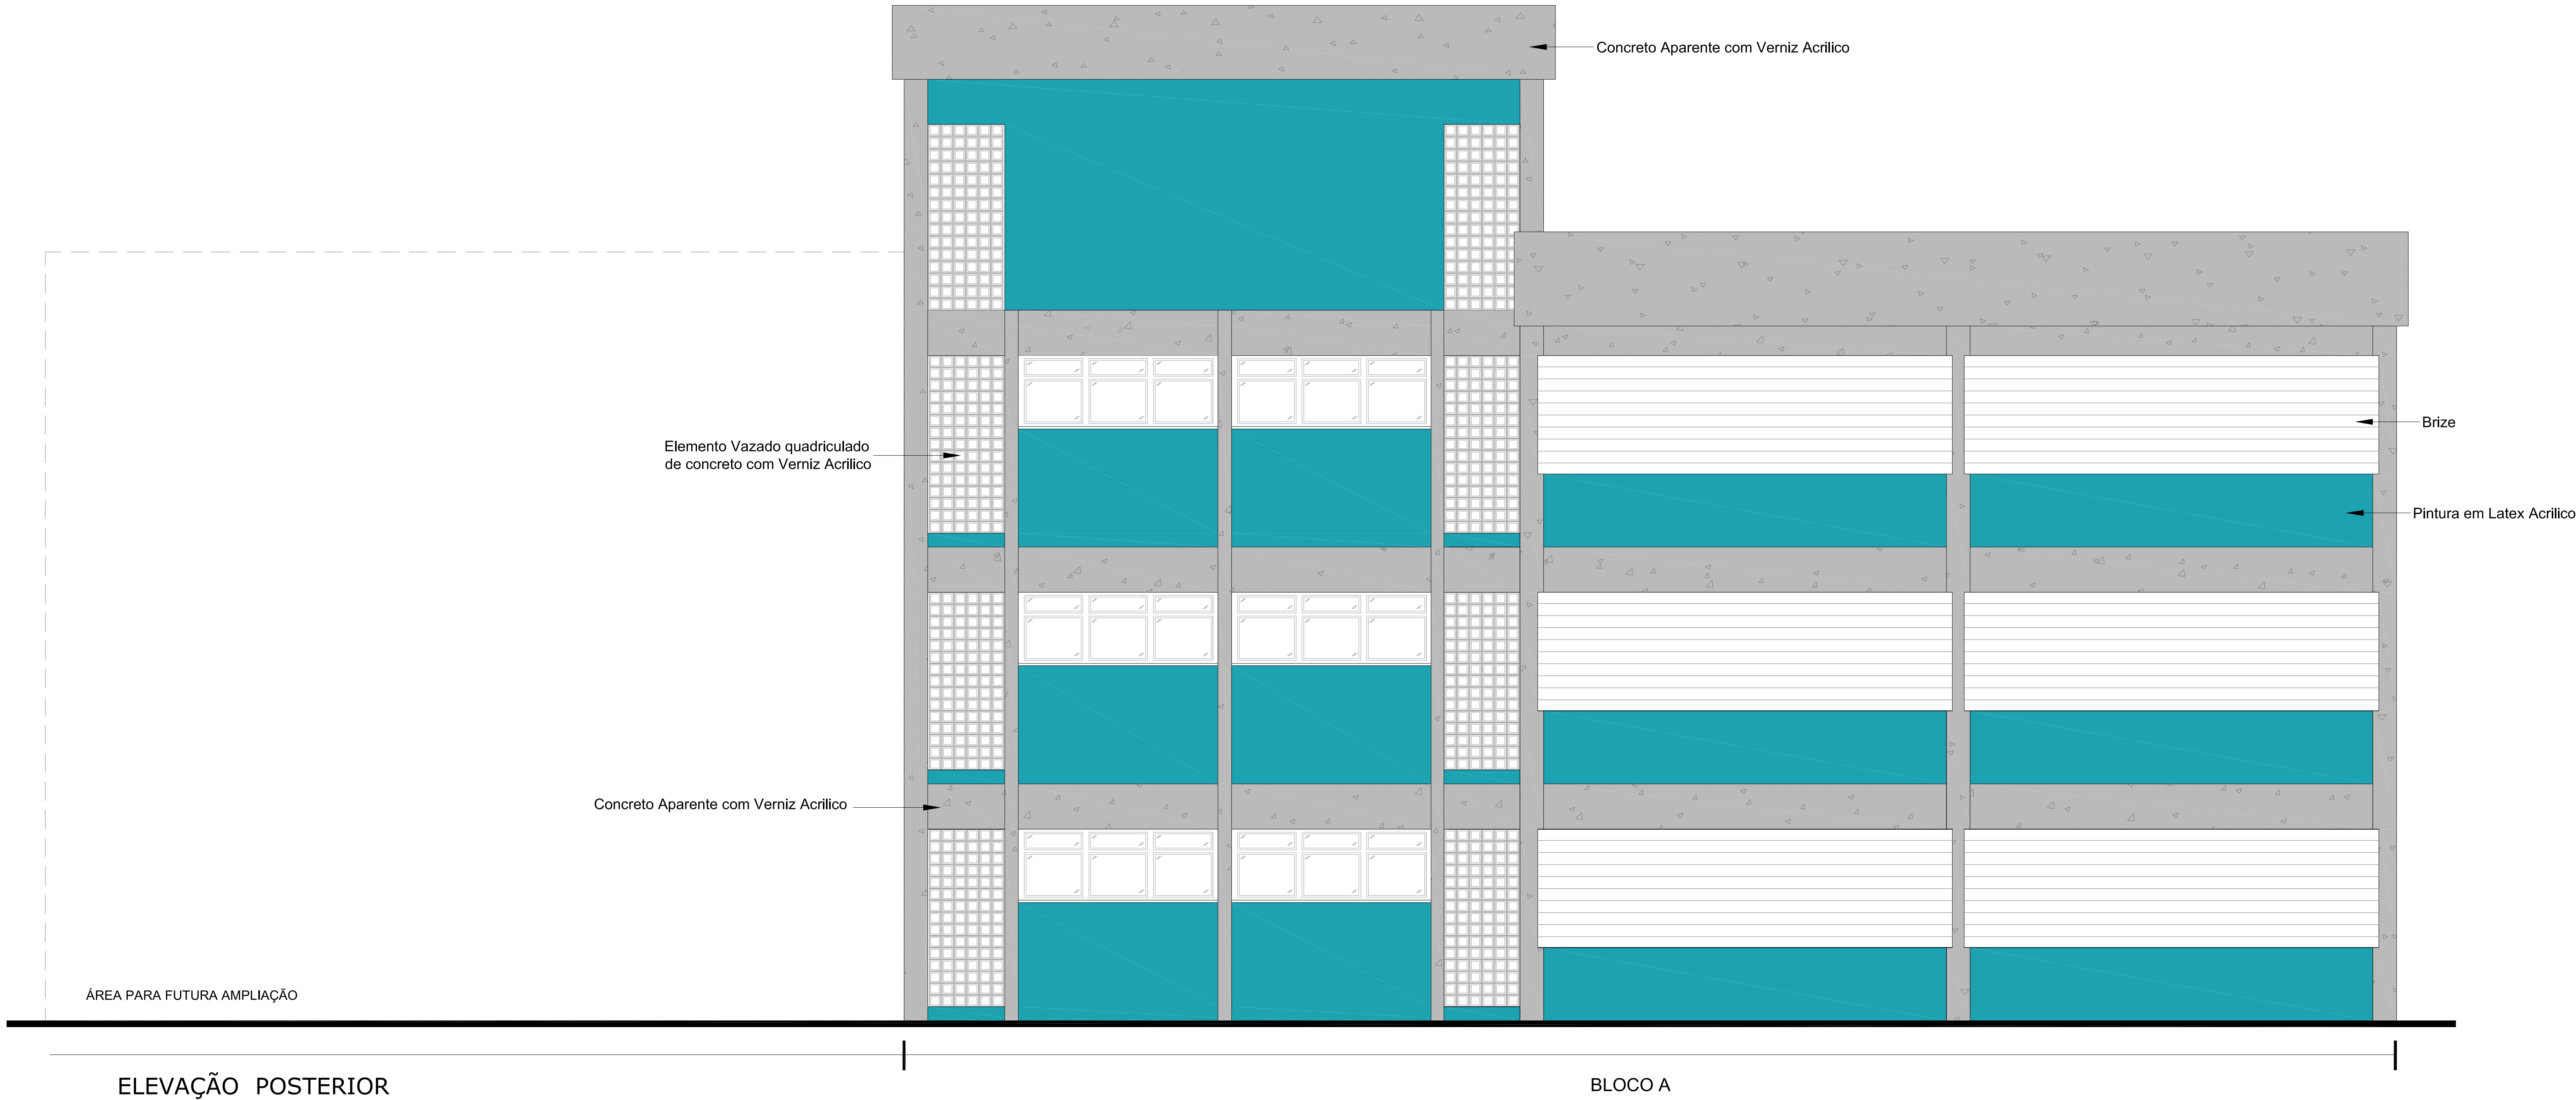 Concreto Aparente com Verniz Acrilico
Brize
Elemento Vazado quadriculado
de concreto com Verniz Acrilico
Pintura em Latex Acrilico
Concreto Aparente com Verniz Acrilico
ÁREA PARA FUTURA AMPLIAÇÃO
ELEVAÇÃO POSTERIOR
BLOCO A